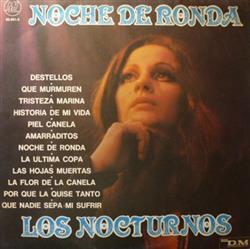 NOCHE DE RONDA
DESTELLOS
QUE MURMUREN
TRISTEZA MARINA
HISTORIA DE MI VIDA
PIEL CANELA
AMARRADITOS
NOCHE DE RONDA
LA ULTIMA COPA
LAS HOJAS MUERTAS
LA FLOR DE LA CANELA
POR QUE LA QUISE TANTO
QUE NADIE SEPA MI SUFRIR
LOS NOCTURNOS